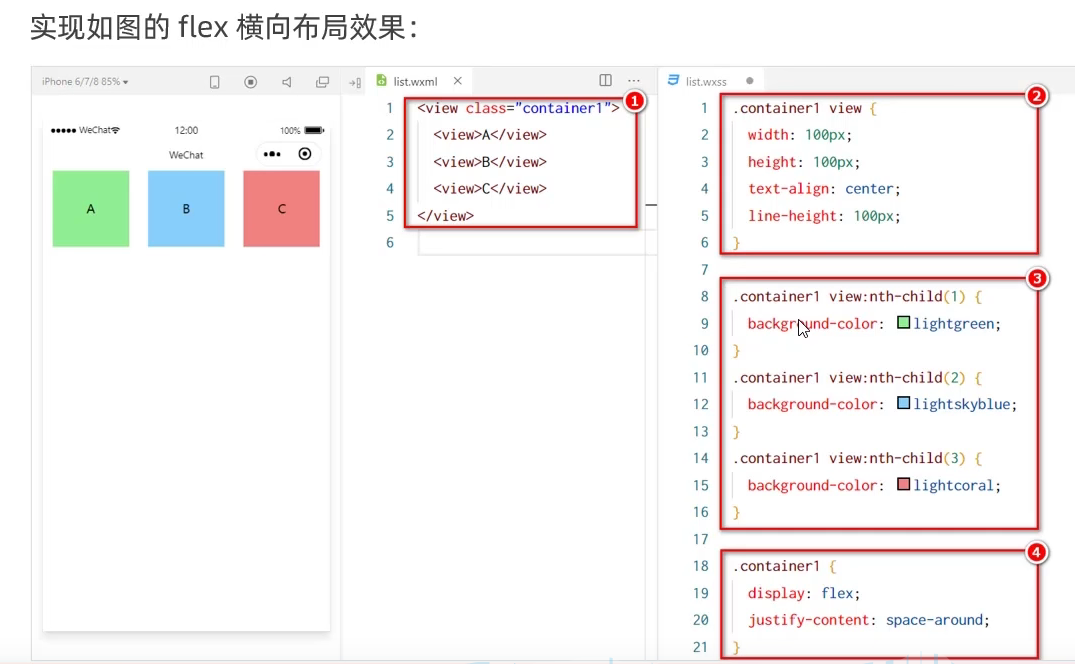 实现如图的 flex 横向布局效果：
iPhone 6/7/8 85%
WeChat
12:00
100%
WeChat
A
B
C
list.wxml
1 <view class="container1">
2 <view>A</view>
3 <view>B</view>
4 <view>C</view>
5 </view>
6
1
list.wxss
1 .container1 view {
2 width: 100px;
3 height: 100px;
4 text-align: center;
5 line-height: 100px;
6 }
2
7
8 .container1 view:nth-child(1) {
9 background-color: lightgreen;
10 }
11 .container1 view:nth-child(2) {
12 background-color: lightskyblue;
13 }
14 .container1 view:nth-child(3) {
15 background-color: lightcoral;
16 }
3
17
18 .container1 {
19 display: flex;
20 justify-content: space-around;
21 }
4